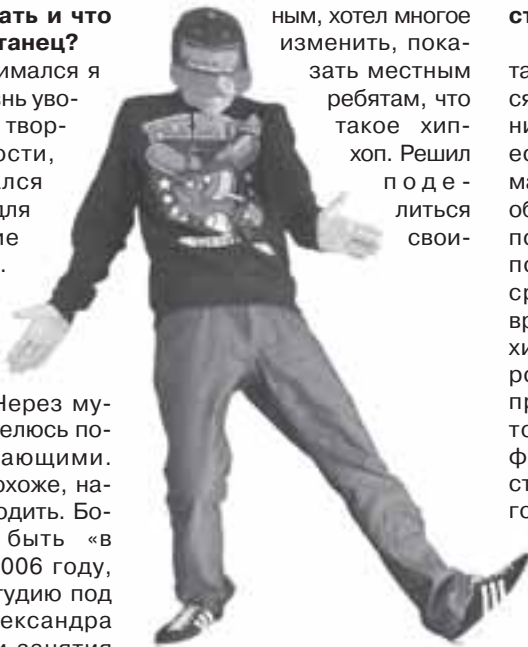 ать и что
танец?
имался я
знь уво-
твор-
ости,
ался
для
ие
.
Через му-
елюсь по-
ающими.
охоже, на-
одить. Бо-
быть «в
006 году,
тудию под
ександра
и занятия
ным, хотел многое
изменить, пока-
зать местным
ребятам, что
такое хип-
хоп. Решил
поде-
литься
свои-
ст
та
ся
ни
ес
ма
об
по
по
ср
вр
хи
ро
пр
то
ф
ст
го